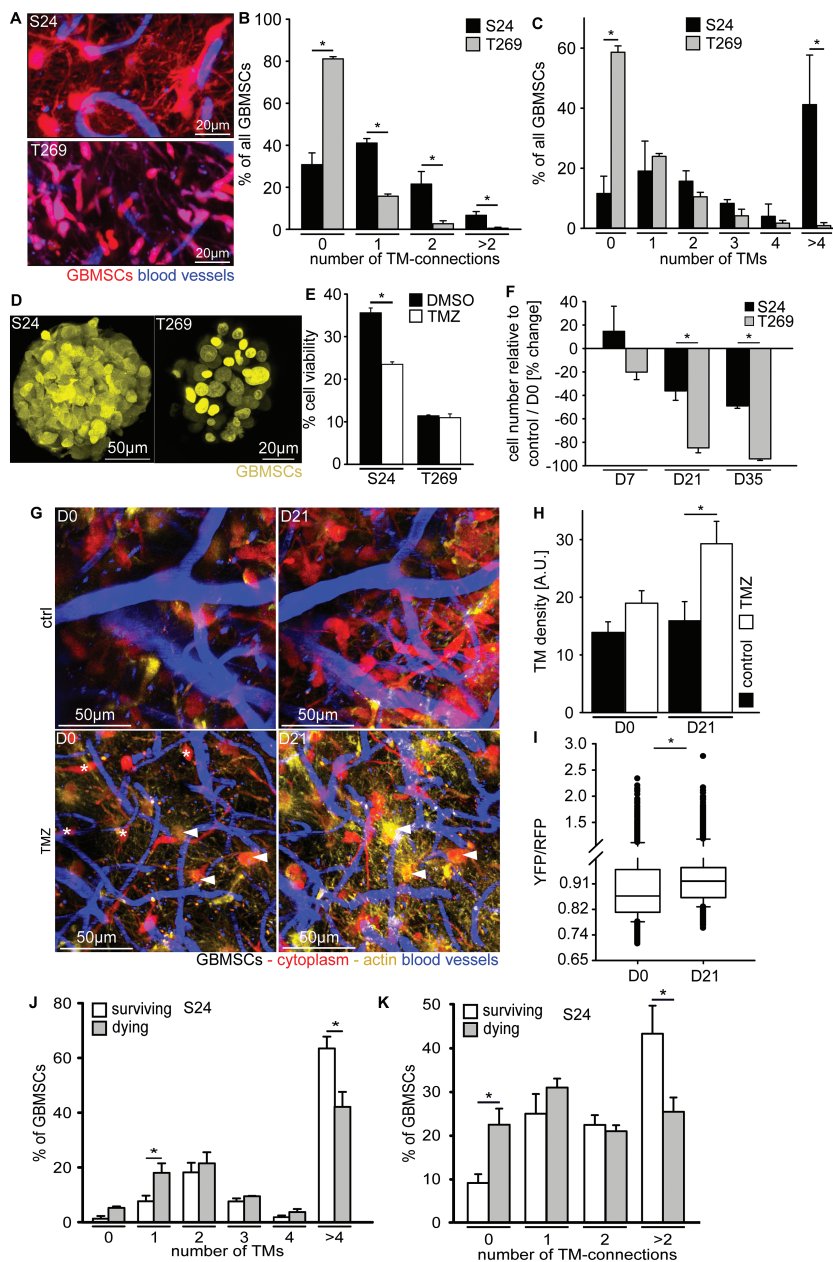 A
S24
20µm
T269
20µm
GBMSCs blood vessels
B
S24
T269
% of all GBMSCs
100
80
60
40
20
0
*
*
*
*
0 1 2 >2
number of TM-connections
C
S24
T269
% of all GBMSCs
60
40
20
0
*
*
0 1 2 3 4 >4
number of TMs
D
S24
50µm
T269
20µm
GBMSCs
E
DMSO
TMZ
% cell viability
40
30
20
10
0
*
S24 T269
F
S24
T269
cell number relative to
control / D0 [% change]
40
20
0
-20
-40
-60
-80
-100
*
*
D7 D21 D35
G
ctrl
D0
50µm
D21
50µm
TMZ
D0
*
*
*
*
50µm
D21
50µm
GBMSCs - cytoplasm - actin blood vessels
H
TM density [A.U.]
30
20
10
0
*
D0 D21
control TMZ
I
YFP/RFP
3.0
2.5
2.0
1.5
0.91
0.82
0.74
0.65
*
D0 D21
J
surviving S24
dying
% of GBMSCs
80
60
40
20
0
*
*
0 1 2 3 4 >4
number of TMs
K
surviving S24
dying
% of GBMSCs
50
40
30
20
10
0
*
*
0 1 2 >2
number of TM-connections